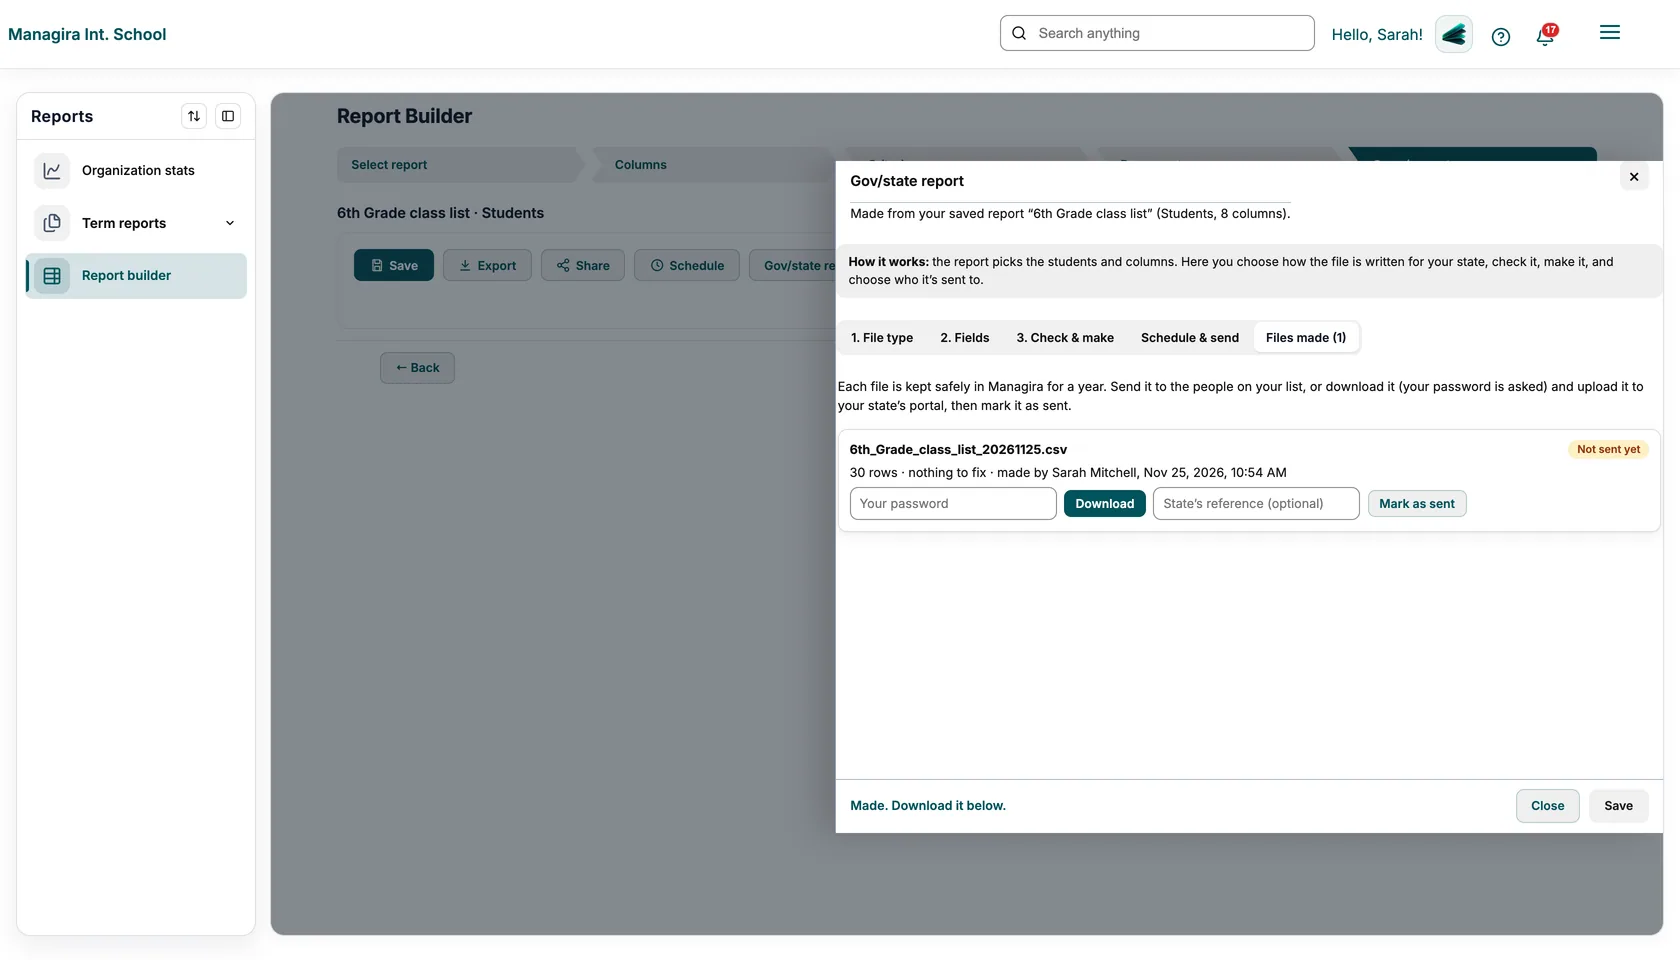 Managira Int. School
Search anything
Hello, Sarah!
17
Reports
Organization stats
Term reports
Report builder
Report Builder
Select report
Columns
6th Grade class list · Students
Save
Export
Share
Schedule
Gov/state re
← Back
Gov/state report
Made from your saved report “6th Grade class list” (Students, 8 columns).
How it works: the report picks the students and columns. Here you choose how the file is written for your state, check it, make it, and
choose who it’s sent to.
1. File type
2. Fields
3. Check & make
Schedule & send
Files made (1)
Each file is kept safely in Managira for a year. Send it to the people on your list, or download it (your password is asked) and upload it to
your state’s portal, then mark it as sent.
6th_Grade_class_list_20261125.csv
Not sent yet
30 rows · nothing to fix · made by Sarah Mitchell, Nov 25, 2026, 10:54 AM
Your password
Download
State’s reference (optional)
Mark as sent
Made. Download it below.
Close
Save